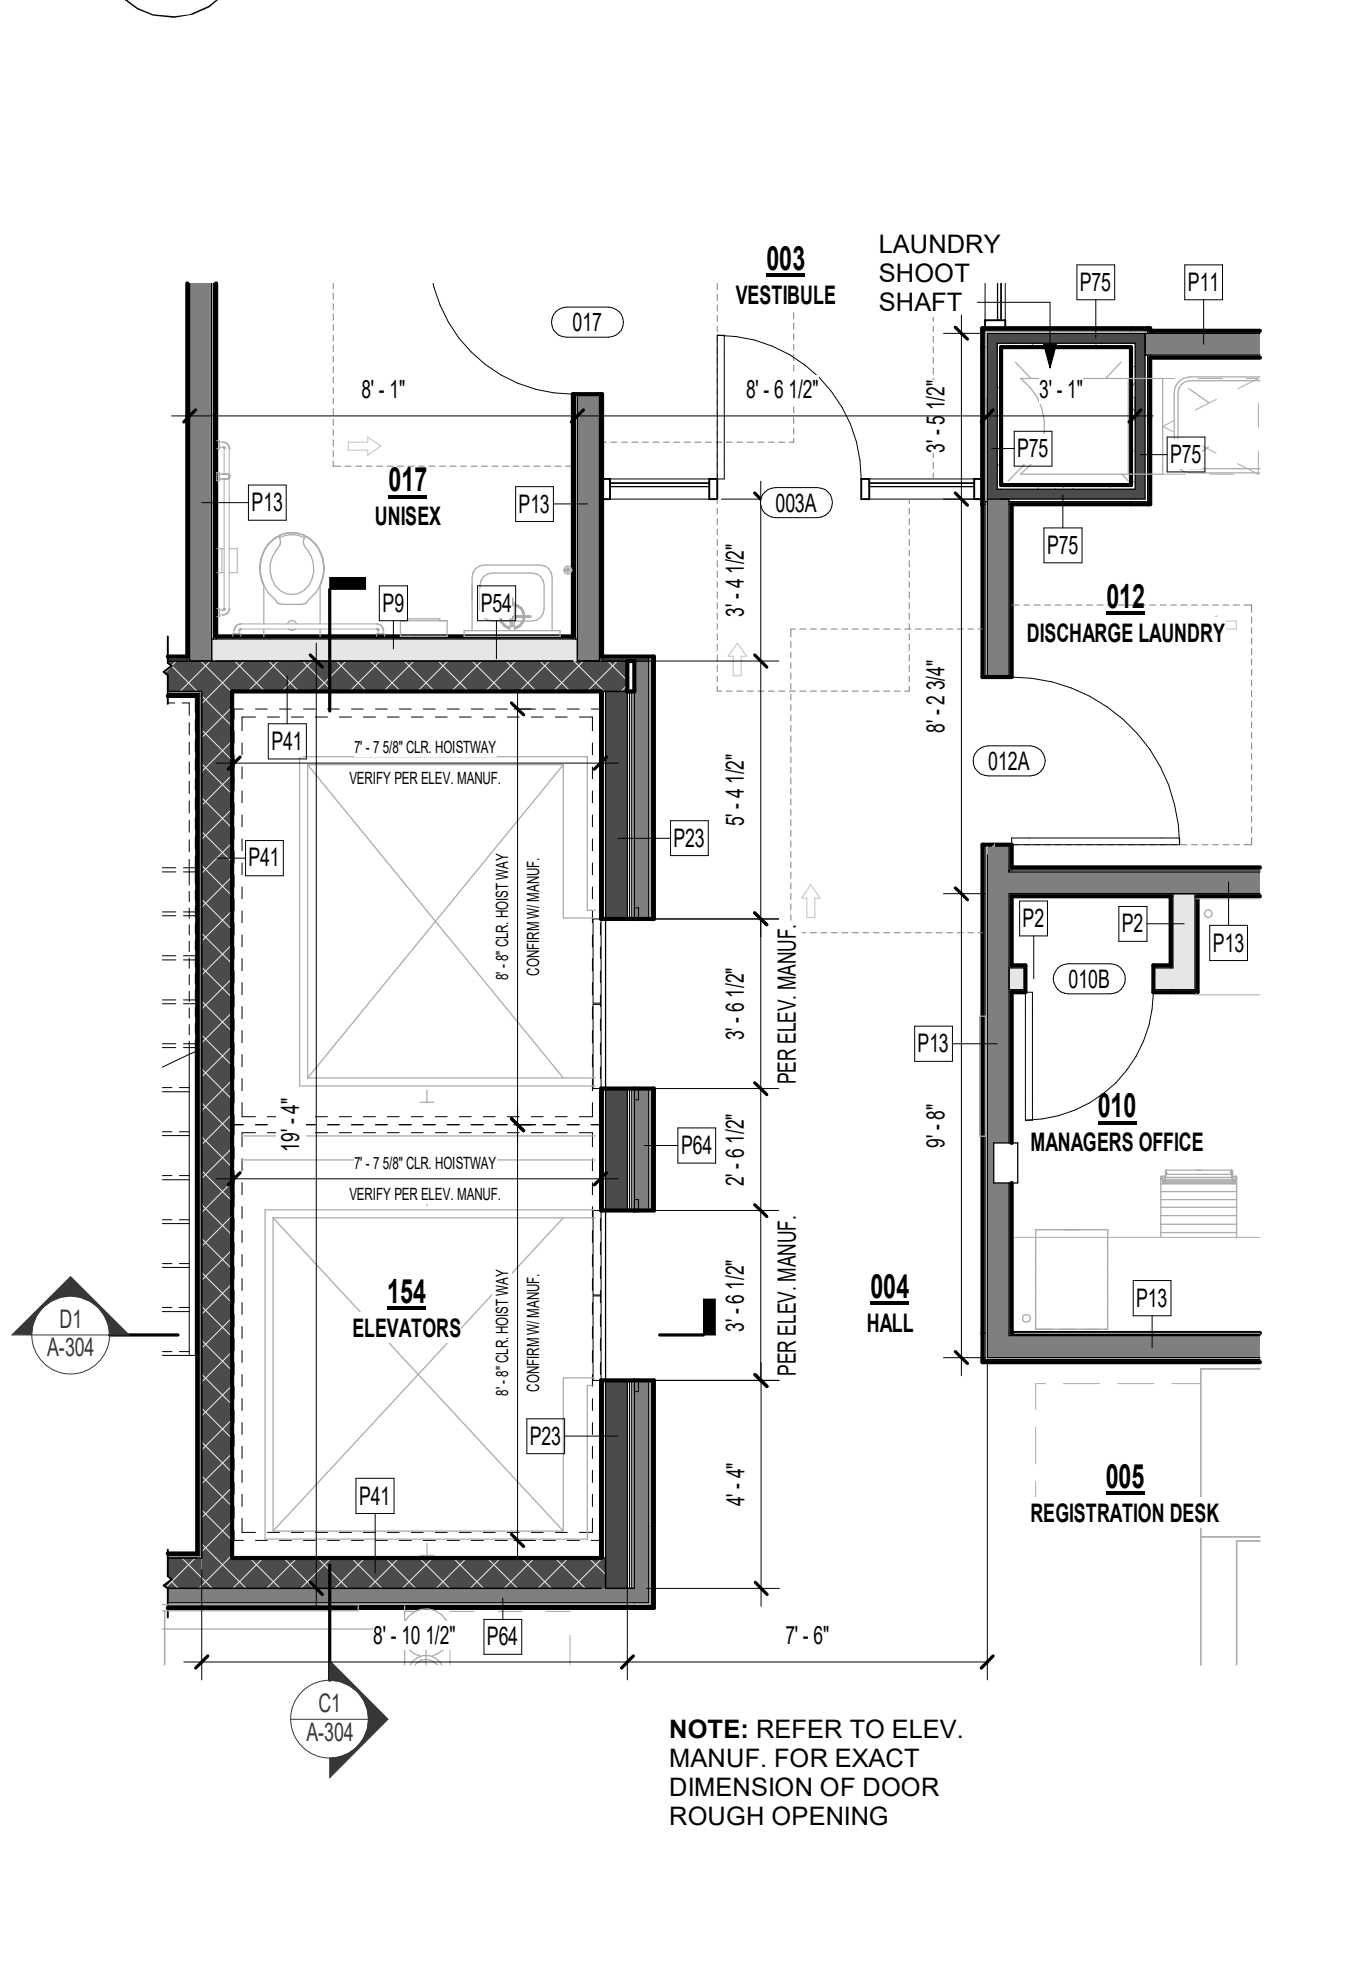 003
VESTIBULE
LAUNDRY
SHOOT
SHAFT
P75
P11
017
8' - 1"
8' - 6 1/2"
3' - 5 1/2"
3' - 1"
P75
P75
017
UNISEX
P13
P13
003A
P75
3' - 4 1/2"
P9
P54
012
DISCHARGE LAUNDRY
8' - 2 3/4"
P41
7' - 7 5/8" CLR. HOISTWAY
VERIFY PER ELEV. MANUF.
012A
5' - 4 1/2"
P23
P41
8' - 8" CLR. HOIST WAY
CONFIRM W/ MANUF.
P2
P2
P13
010B
3' - 6 1/2"
PER ELEV. MANUF.
P13
19' - 4"
9' - 8"
010
MANAGERS OFFICE
P64
2' - 6 1/2"
7' - 7 5/8" CLR. HOISTWAY
VERIFY PER ELEV. MANUF.
154
ELEVATORS
8' - 8" CLR. HOIST WAY
CONFIRM W/ MANUF.
3' - 6 1/2"
PER ELEV. MANUF.
004
HALL
P13
D1
A-304
P23
P41
4' - 4"
005
REGISTRATION DESK
8' - 10 1/2"
P64
7' - 6"
C1
A-304
NOTE: REFER TO ELEV.
MANUF. FOR EXACT
DIMENSION OF DOOR
ROUGH OPENING